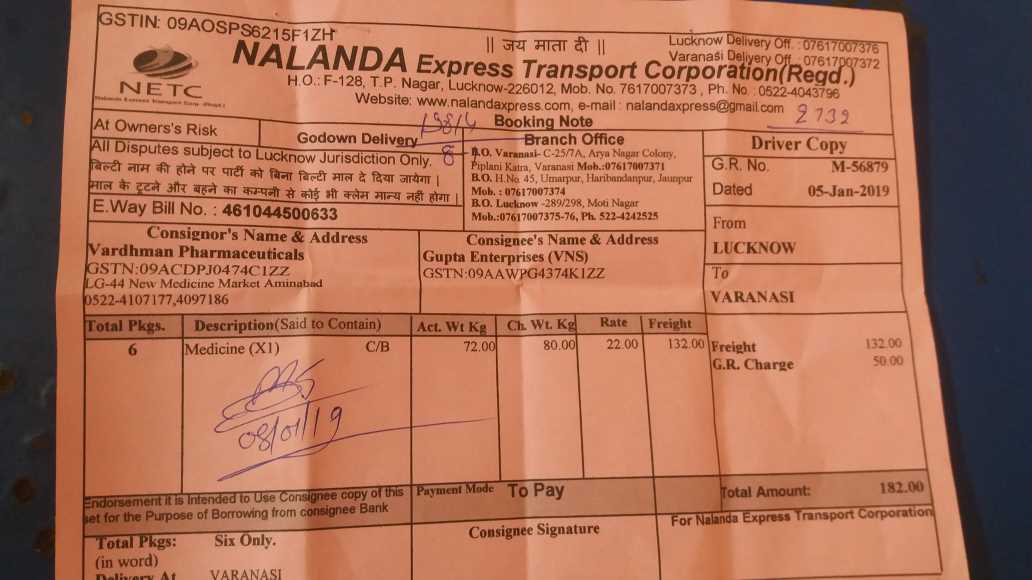 GSTIN: 09AOSPS6215F1ZH
|| जय माता दी ||
Lucknow Delivery Off. : 07617007376
Varanasi Delivery Off : 07617007372
NETC
Nalanda Express Transport Corp. (Regd.)
NALANDA Express Transport Corporation(Regd.)
H.O.: F-128, T.P. Nagar, Lucknow-226012, Mob. No. 7617007373 , Ph. No. : 0522-4043796
Website: www.nalandaxpress.com, e-mail : nalandaxpress@gmail.com
2732
Booking Note
At Owners's Risk
Godown Delivery
Branch Office
Driver Copy
All Disputes subject to Lucknow Jurisdiction Only.
बिल्टी नाम की होने पर पार्टी को बिना बिल्टी माल दे दिया जायेगा |
माल के टूटने और बहने का कम्पनी से कोई भी क्लेम मान्य नहीं होगा |
E.Way Bill No. : 461044500633
B.O. Varanasi- C-25/7A, Arya Nagar Colony,
Piplani Katra, Varanasi Mob.:07617007371
B.O. H.No. 45, Umarpur, Haribandanpur, Jaunpur
Mob. : 07617007374
B.O. Lucknow -289/298, Moti Nagar
Mob.:07617007375-76, Ph. 522-4242525
G.R. No. M-56879
Dated 05-Jan-2019
From
LUCKNOW
To
VARANASI
Consignor's Name & Address
Vardhman Pharmaceuticals
GSTN:09ACDPJ0474C1ZZ
LG-44 New Medicine Market Aminabad
0522-4107177,4097186
Consignee's Name & Address
Gupta Enterprises (VNS)
GSTN:09AAWPG4374K1ZZ
Total Pkgs. Description(Said to Contain) Act. Wt Kg Ch. Wt. Kg Rate Freight
6 Medicine (X1) C/B 72.00 80.00 22.00 132.00
Freight 132.00
G.R. Charge 50.00
08/01/19
Endorsement it is Intended to Use Consignee copy of this
set for the Purpose of Borrowing from consignee Bank
Payment Mode To Pay
Total Amount: 182.00
Total Pkgs: Six Only.
(in word)
Consignee Signature
For Nalanda Express Transport Corporation
Delivery At VARANASI